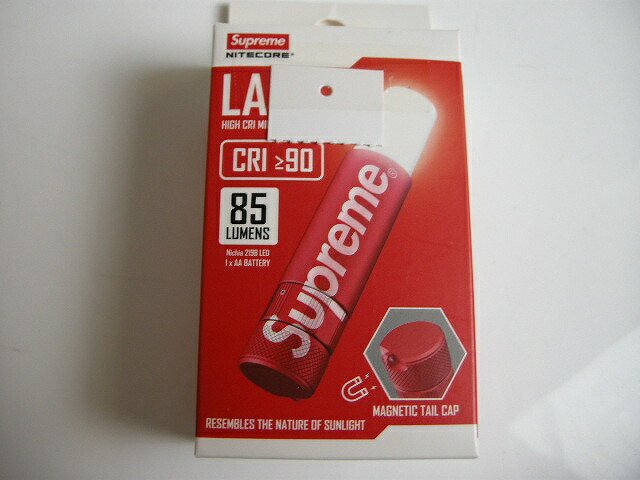 Supreme
NITECORE®
LA
HIGH CRI MI
CRI ≥90
85
LUMENS
Nichia 219B LED
1 x AA BATTERY
Supreme®
MAGNETIC TAIL CAP
RESEMBLES THE NATURE OF SUNLIGHT